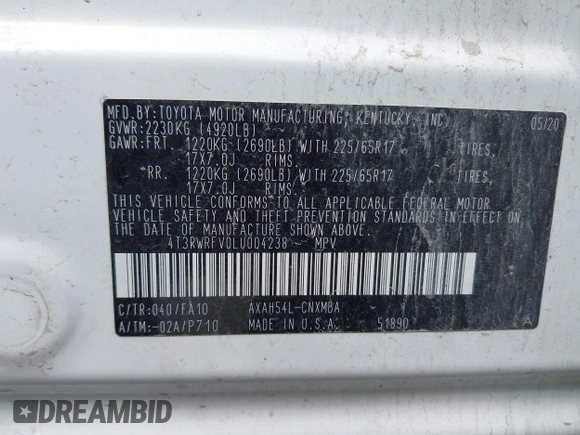 MFD.BY:TOYOTA MOTOR MANUFACTURING, KENTUCKY, INC. 05/20
GVWR:2230KG (4920LB)
GAWR:FRT. 1220KG (2690LB) WITH 225/65R17 TIRES,
17X7.0J RIMS,
RR. 1220KG (2690LB) WITH 225/65R17 TIRES,
17X7.0J RIMS,
THIS VEHICLE CONFORMS TO ALL APPLICABLE FEDERAL MOTOR
VEHICLE SAFETY AND THEFT PREVENTION STANDARDS IN EFFECT ON
THE DATE OF MANUFACTURE SHOWN ABOVE.
4T3RWRFV0LU004238 MPV
C/TR:040/FA10 AXAH54L-CNXMBA
A/TM:-02A/P710 MADE IN U.S.A. 51890 A
DREAMBID